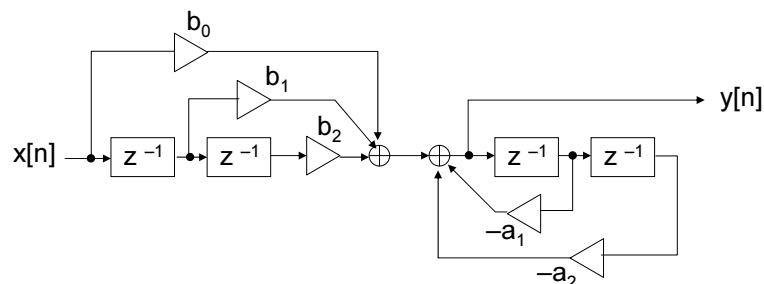 b₀
b₁
y[n]
b₂
x[n]
z ⁻¹
z ⁻¹
z ⁻¹
z ⁻¹
–a₁
–a₂